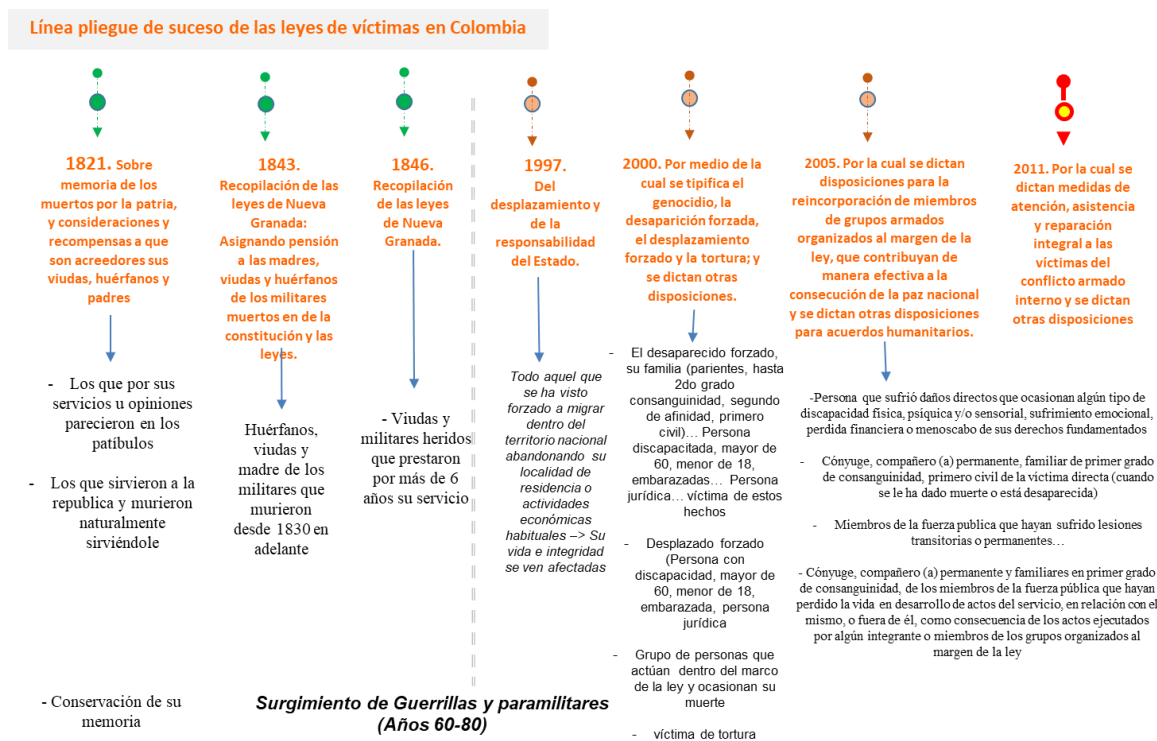 Línea pliegue de suceso de las leyes de víctimas en Colombia
1821. Sobre
memoria de los
muertos por la patria,
y consideraciones y
recompensas a que
son acreedores sus
viudas, huérfanos y
padres
- Los que por sus
servicios u opiniones
parecieron en los
patíbulos
- Los que sirvieron a la
republica y murieron
naturalmente
sirviéndole
- Conservación de su
memoria
1843.
Recopilación de las
leyes de Nueva
Granada:
Asignando pensión
a las madres,
viudas y huérfanos
de los militares
muertos en de la
constitución y las
leyes.
Huérfanos,
viudas y
madre de los
militares que
murieron
desde 1830 en
adelante
1846.
Recopilación
de las leyes
de Nueva
Granada.
- Viudas y
militares heridos
que prestaron
por más de 6
años su servicio
Surgimiento de Guerrillas y paramilitares
(Años 60-80)
1997.
Del
desplazamiento y
de la
responsabilidad
del Estado.
Todo aquel que
se ha visto
forzado a migrar
dentro del
territorio nacional
abandonando su
localidad de
residencia o
actividades
económicas
habituales –> Su
vida e integridad
se ven afectadas
2000. Por medio de la
cual se tipifica el
genocidio, la
desaparición forzada,
el desplazamiento
forzado y la tortura; y
se dictan otras
disposiciones.
- El desaparecido forzado,
su familia (parientes, hasta
2do grado
consanguinidad, segundo
de afinidad, primero
civil)… Persona
discapacitada, mayor de
60, menor de 18,
embarazadas… Persona
jurídica… víctima de estos
hechos
- Desplazado forzado
(Persona con
discapacidad, mayor de
60, menor de 18,
embarazada, persona
jurídica
- Grupo de personas que
actúan dentro del marco
de la ley y ocasionan su
muerte
- víctima de tortura
2005. Por la cual se dictan
disposiciones para la
reincorporación de miembros
de grupos armados
organizados al margen de la
ley, que contribuyan de
manera efectiva a la
consecución de la paz nacional
y se dictan otras disposiciones
para acuerdos humanitarios.
-Persona que sufrió daños directos que ocasionan algún tipo de
discapacidad física, psíquica y/o sensorial, sufrimiento emocional,
perdida financiera o menoscabo de sus derechos fundamentados
- Cónyuge, compañero (a) permanente, familiar de primer grado
de consanguinidad, primero civil de la víctima directa (cuando
se le ha dado muerte o está desaparecida)
- Miembros de la fuerza publica que hayan sufrido lesiones
transitorias o permanentes…
- Cónyuge, compañero (a) permanente y familiares en primer grado
de consanguinidad, de los miembros de la fuerza pública que hayan
perdido la vida en desarrollo de actos del servicio, en relación con el
mismo, o fuera de él, como consecuencia de los actos ejecutados
por algún integrante o miembros de los grupos organizados al
margen de la ley
2011. Por la cual se
dictan medidas de
atención, asistencia
y reparación
integral a las
víctimas del
conflicto armado
interno y se dictan
otras disposiciones